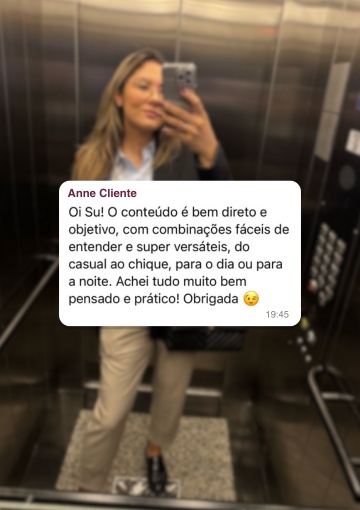 Anne Cliente
Oi Su! O conteúdo é bem direto e
objetivo, com combinações fáceis de
entender e super versáteis, do
casual ao chique, para o dia ou para
a noite. Achei tudo muito bem
pensado e prático! Obrigada 😉
19:45